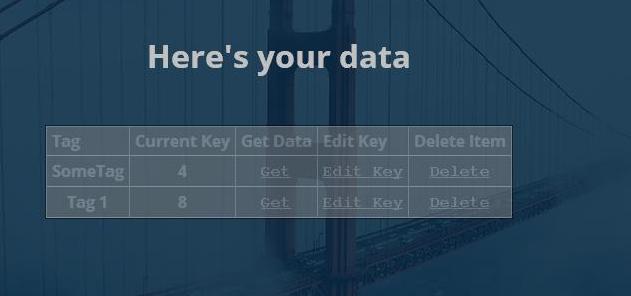 Here's your data
Tag Current Key Get Data Edit Key Delete Item
SomeTag 4 Get Edit Key Delete
Tag 1 8 Get Edit Key Delete